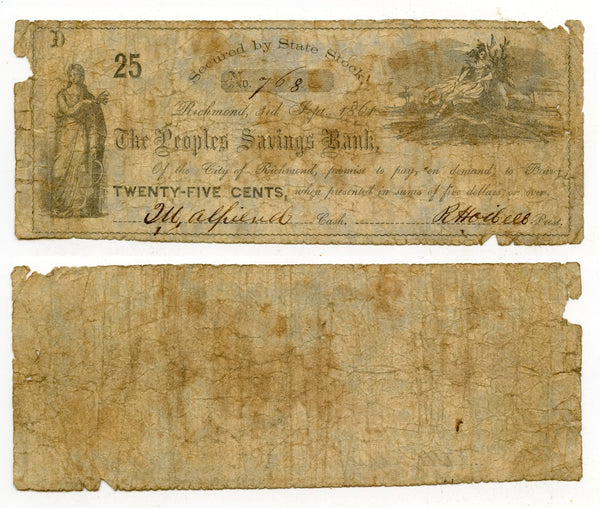 D
25
Secured by State Stock.
No. 768
Richmond, 3rd Sept. 1861
The Peoples Savings Bank,
Of the City of Richmond, promise to pay, on demand, to Bearer
TWENTY-FIVE CENTS, when presented in sums of five dollars, or over.
Cash. Prest.